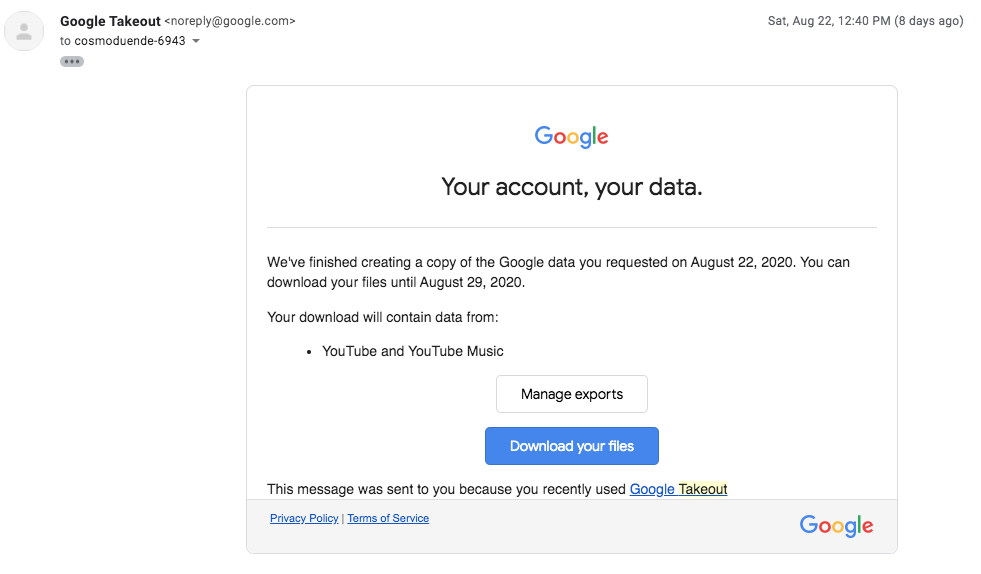 Google Takeout <noreply@google.com>
Sat, Aug 22, 12:40 PM (8 days ago)
to cosmoduende-6943
Google
Your account, your data.
We've finished creating a copy of the Google data you requested on August 22, 2020. You can
download your files until August 29, 2020.
Your download will contain data from:
• YouTube and YouTube Music
Manage exports
Download your files
This message was sent to you because you recently used Google Takeout
Privacy Policy | Terms of Service
Google